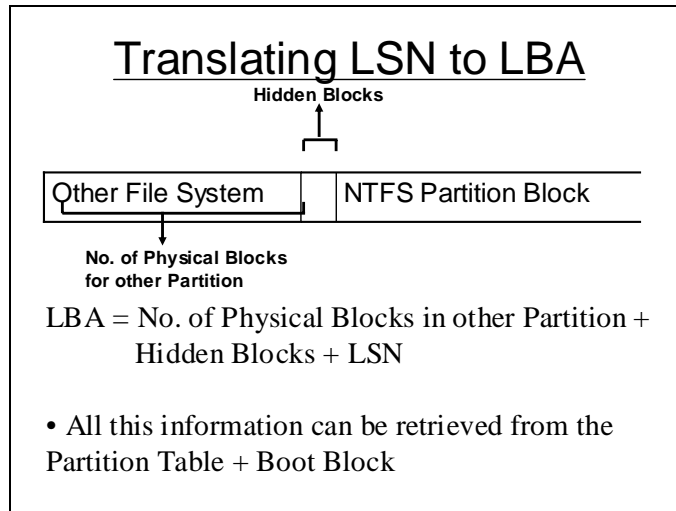 Translating LSN to LBA
Hidden Blocks
Other File System
NTFS Partition Block
No. of Physical Blocks
for other Partition
LBA = No. of Physical Blocks in other Partition +
Hidden Blocks + LSN
• All this information can be retrieved from the
Partition Table + Boot Block